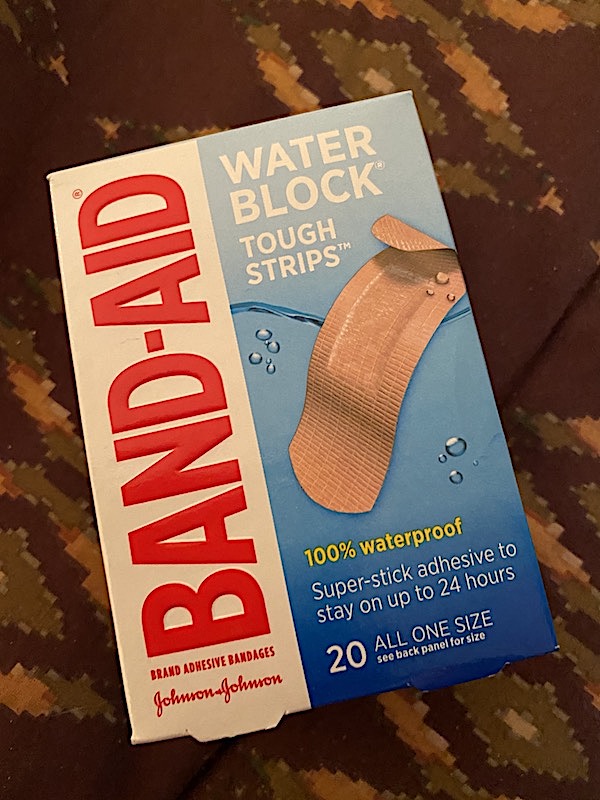 BAND-AID®
BRAND ADHESIVE BANDAGES
Johnson & Johnson
WATER
BLOCK®
TOUGH
STRIPS™
100% waterproof
Super-stick adhesive to
stay on up to 24 hours
20 ALL ONE SIZE
see back panel for size